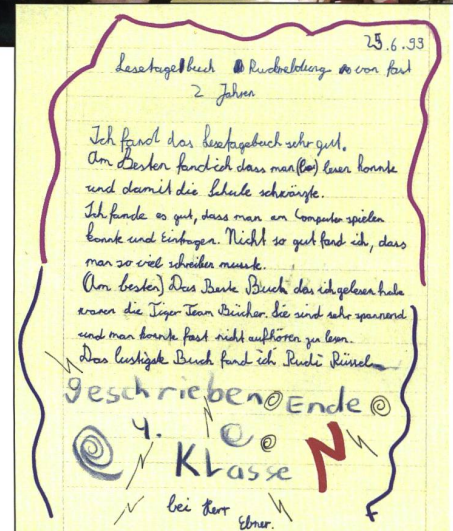 25.6.93
Lesetagebuch Rückmeldung von fast
2 Jahren
Ich fand das Lesetagebuch sehr gut.
Am Besten fand ich dass man lesen konnte
und damit die Schule schwänzte.
Ich fande es gut, dass man am Computer spielen
konnte und Eintragen. Nicht so gut fand ich, dass
man so viel schreiben musste.
(Am besten) Das Beste Buch das ich gelesen habe
waren die Tiger Team Bücher. Sie sind sehr spannend
und man konnte fast nicht aufhören zu lesen.
Das lustigste Buch fand ich Rudi Rüssel
geschrieben Ende
4.
Klasse
bei Herr
Ebner.